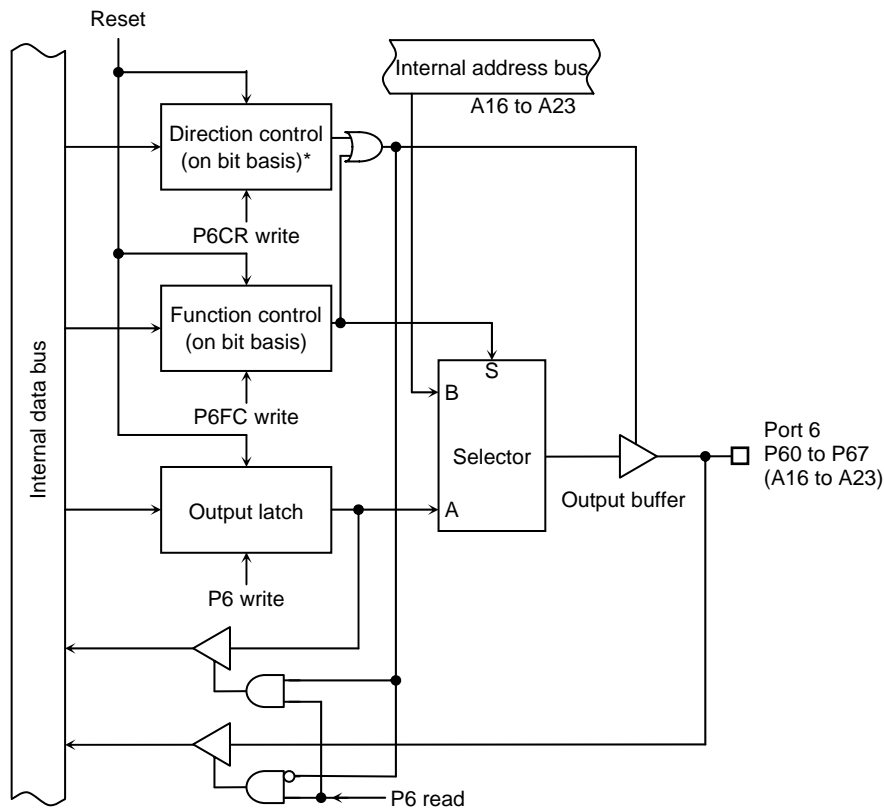 Reset
Internal address bus
A16 to A23
Direction control
(on bit basis)*
P6CR write
Function control
(on bit basis)
P6FC write
Internal data bus
S
B
Selector
A
Output latch
P6 write
Output buffer
Port 6
P60 to P67
(A16 to A23)
P6 read